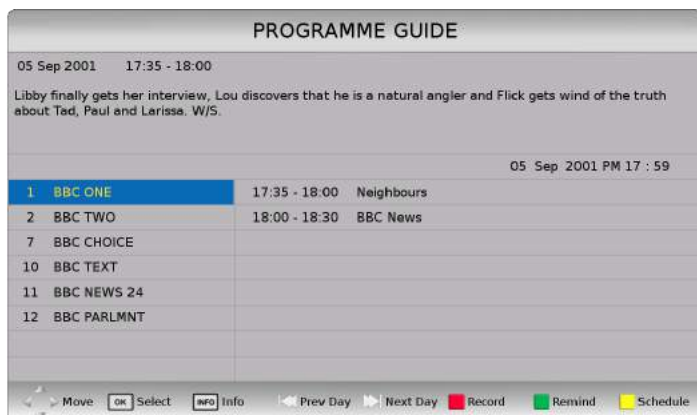 PROGRAMME GUIDE
05 Sep 2001 17:35 - 18:00
Libby finally gets her interview, Lou discovers that he is a natural angler and Flick gets wind of the truth
about Tad, Paul and Larissa. W/S.
05 Sep 2001 PM 17 : 59
1 BBC ONE 17:35 - 18:00 Neighbours
2 BBC TWO 18:00 - 18:30 BBC News
7 BBC CHOICE
10 BBC TEXT
11 BBC NEWS 24
12 BBC PARLMNT
Move OK Select INFO Info Prev Day Next Day Record Remind Schedule